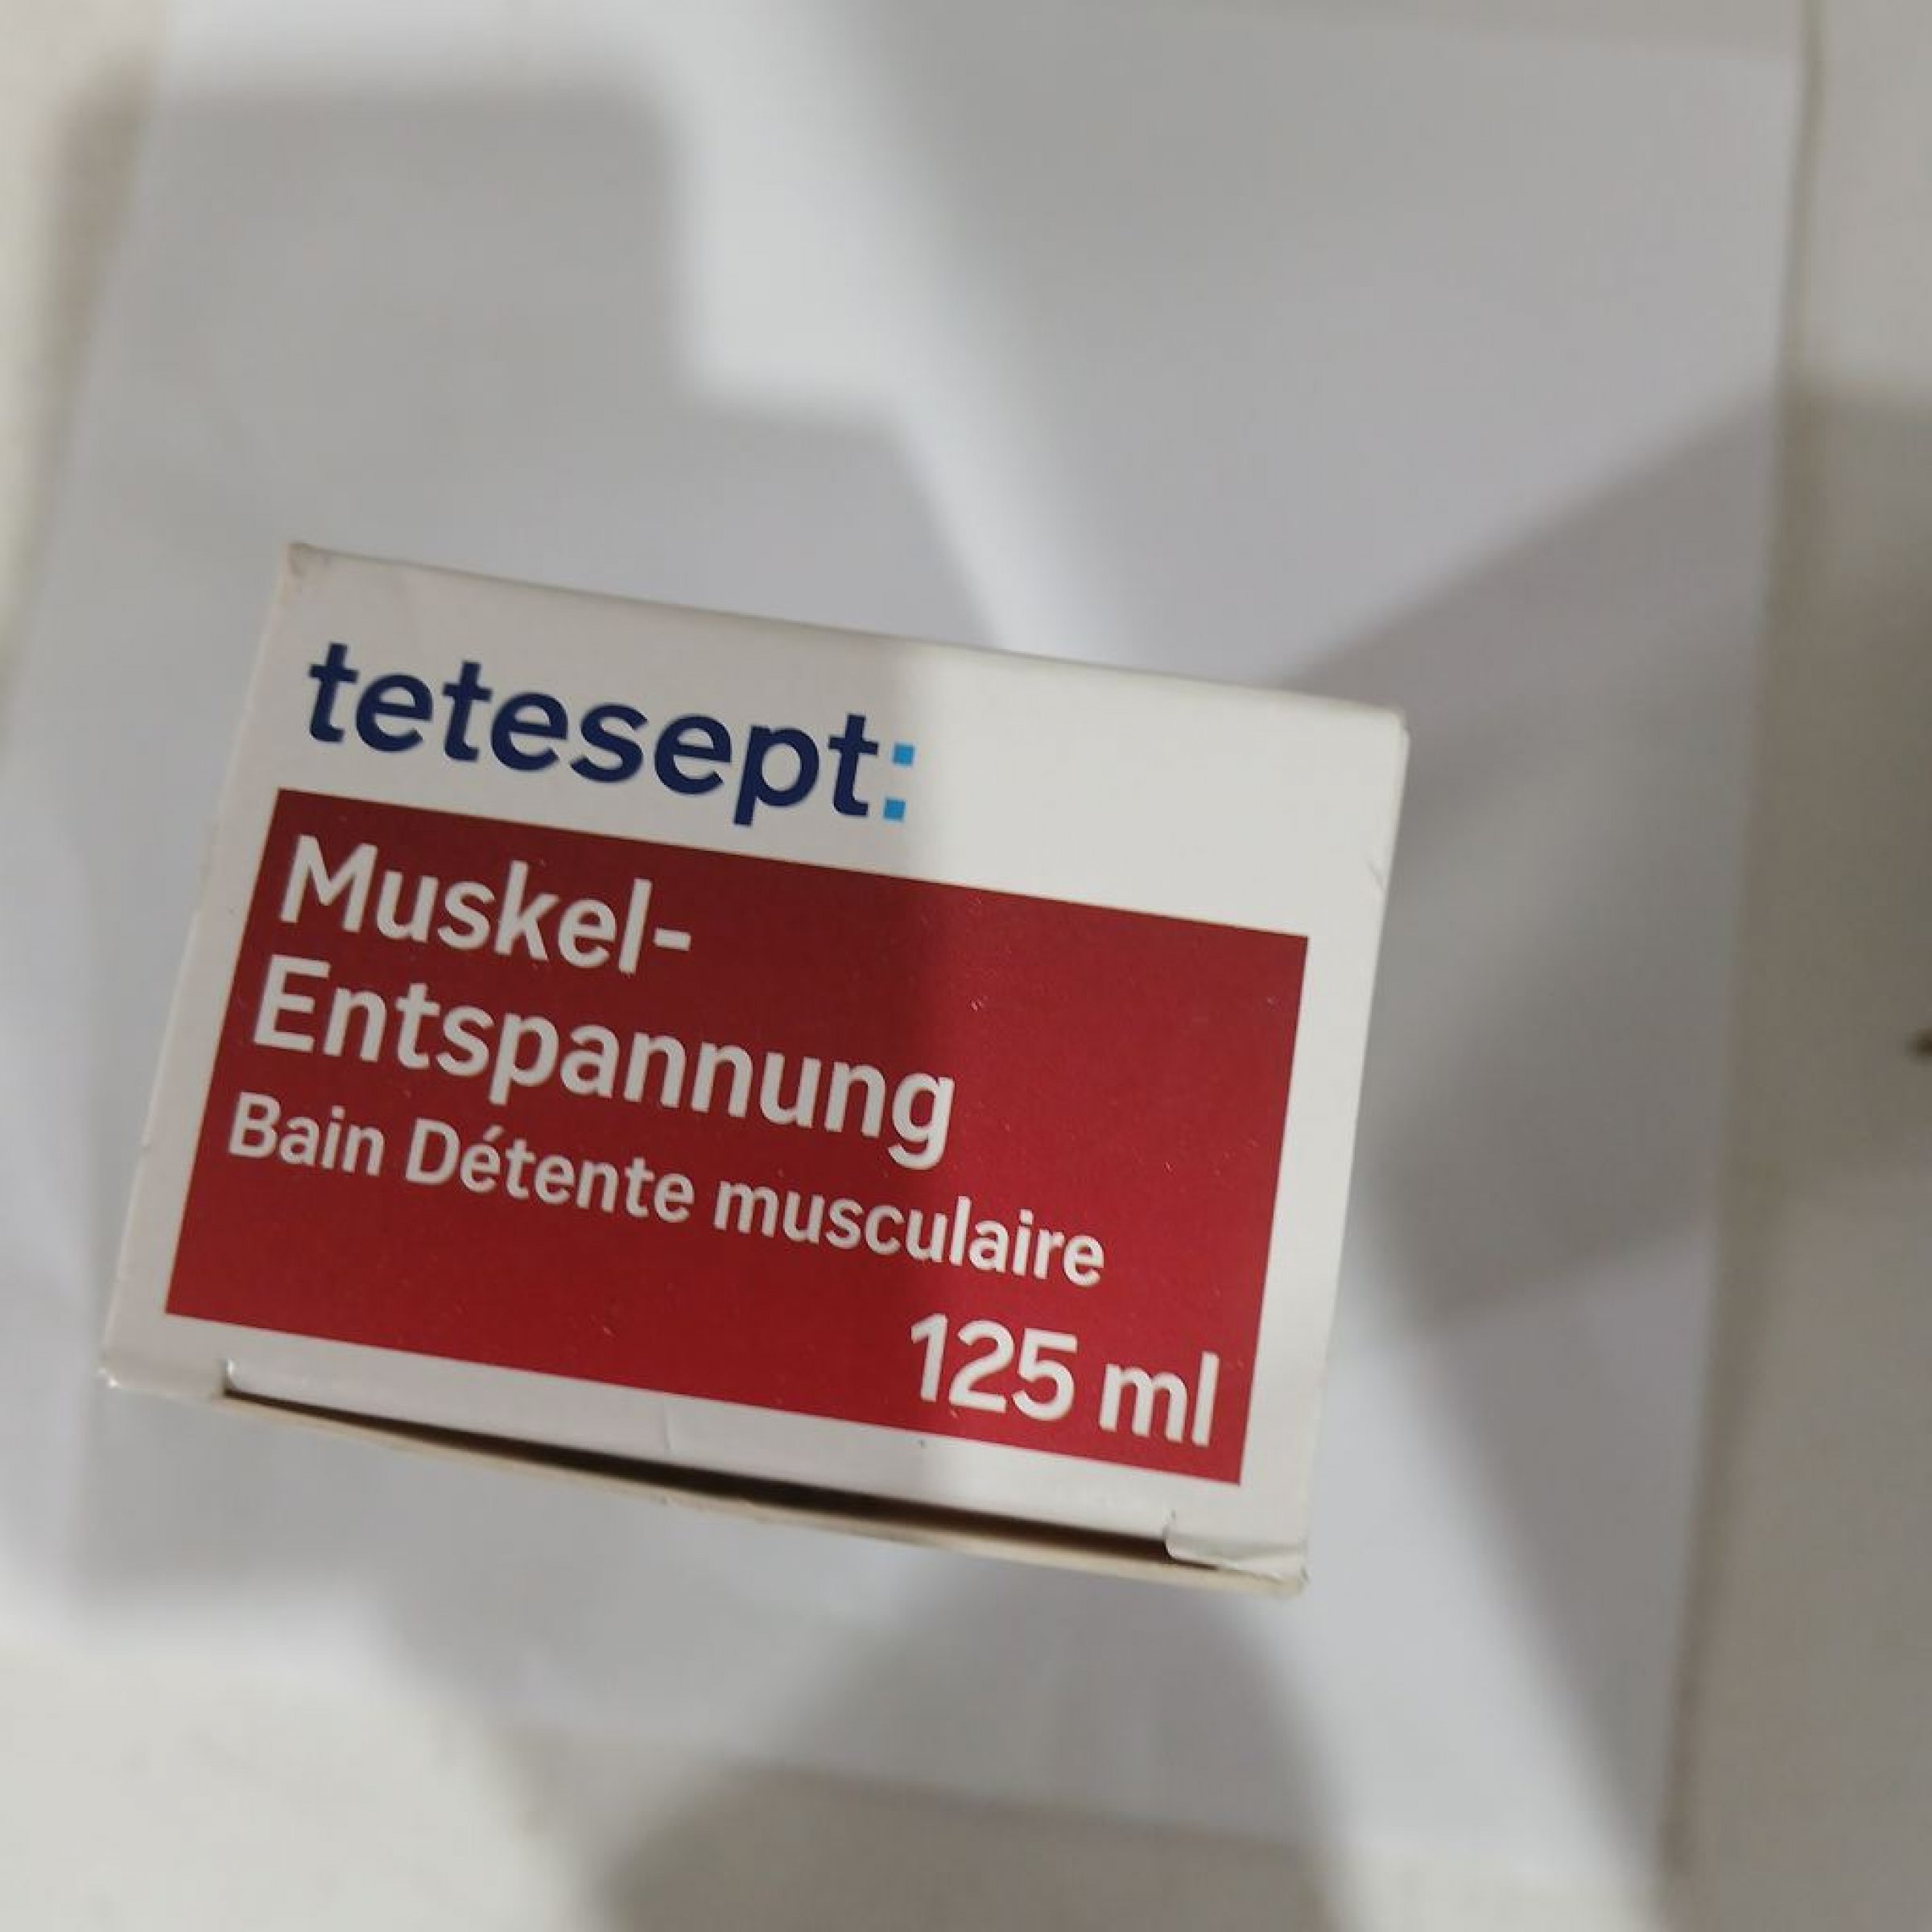 tetesept:
Muskel-
Entspannung
Bain Détente musculaire
125 ml